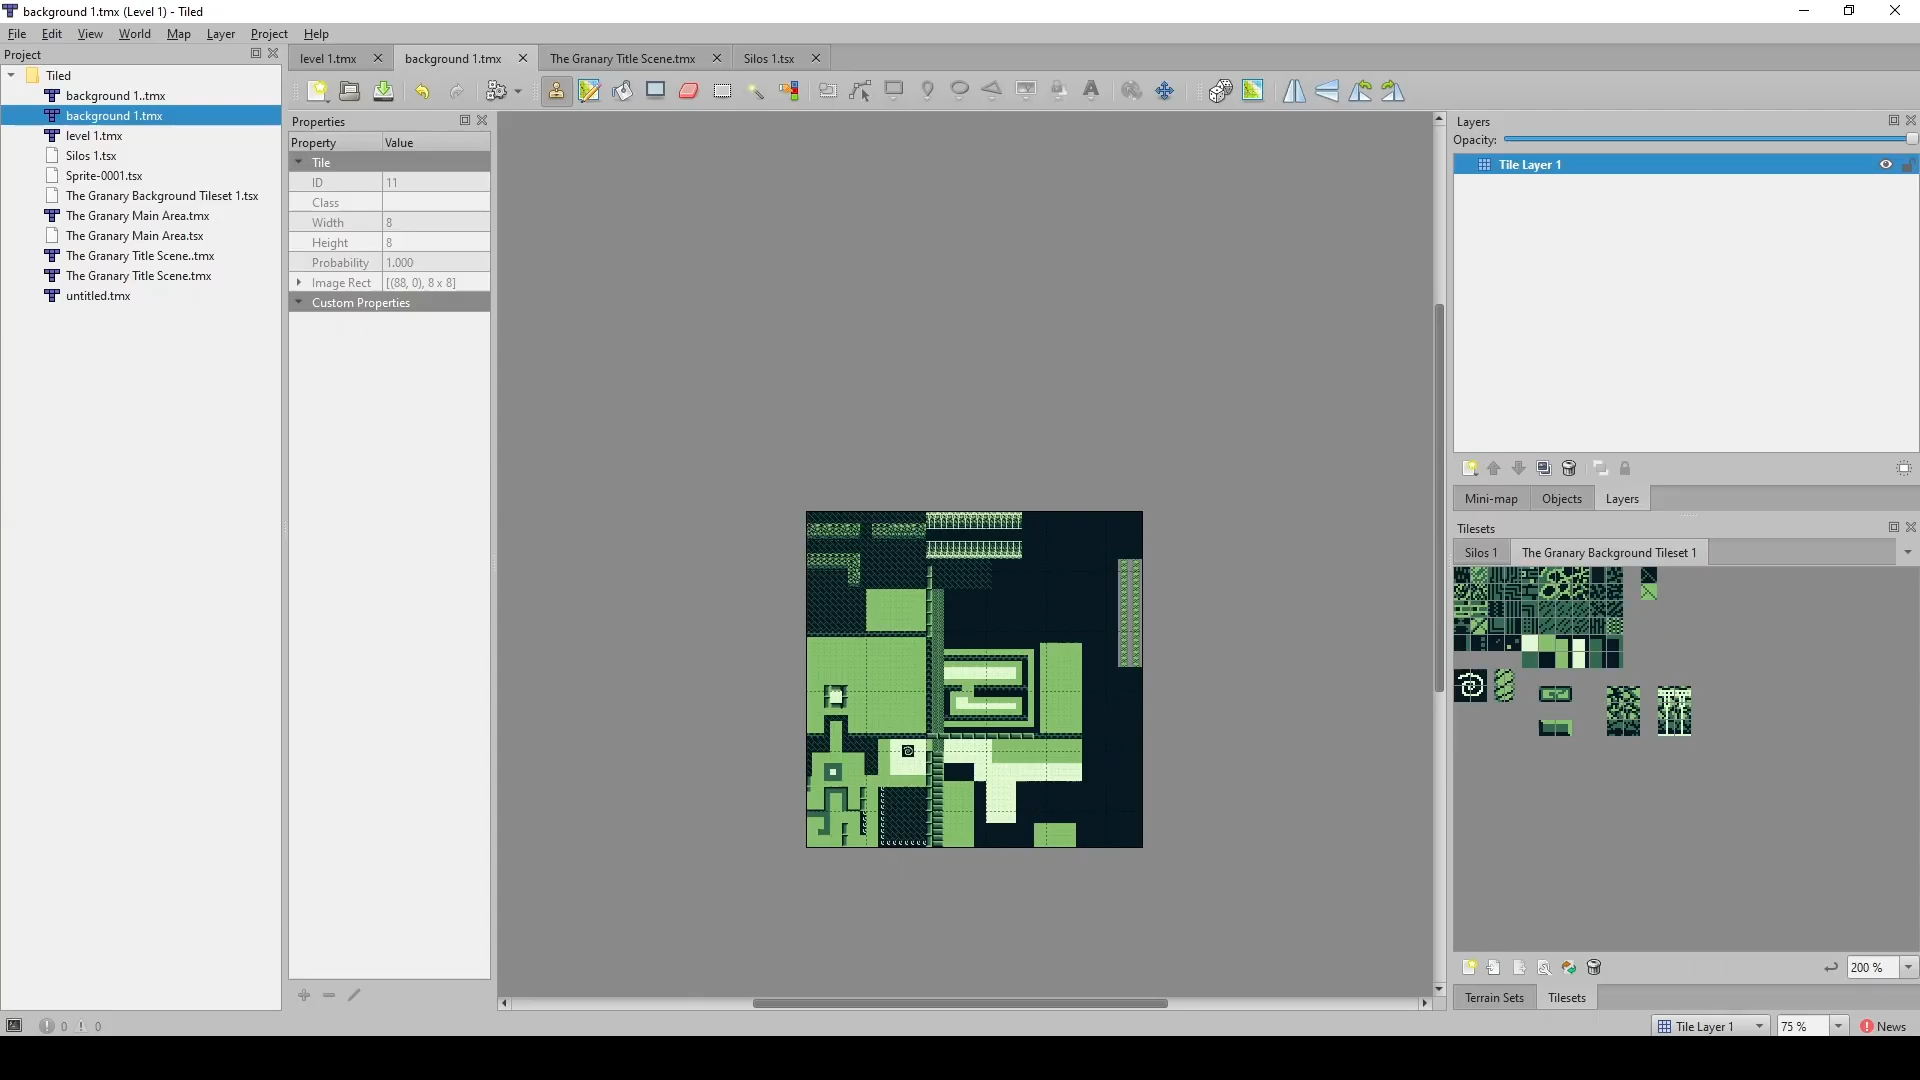 background 1.tmx (Level 1) - Tiled
File Edit View World Map Layer Project Help
Project
level 1.tmx
background 1.tmx
The Granary Title Scene.tmx
Silos 1.tsx
Tiled
background 1..tmx
background 1.tmx
level 1.tmx
Silos 1.tsx
Sprite-0001.tsx
The Granary Background Tileset 1.tsx
The Granary Main Area.tmx
The Granary Main Area.tsx
The Granary Title Scene..tmx
The Granary Title Scene.tmx
untitled.tmx
Properties
Property Value
Tile
ID 11
Class
Width 8
Height 8
Probability 1.000
Image Rect [(88, 0), 8 x 8]
Custom Properties
Layers
Opacity:
Tile Layer 1
Mini-map Objects Layers
Tilesets
Silos 1 The Granary Background Tileset 1
200 %
Terrain Sets Tilesets
0 0
Tile Layer 1 75 % News